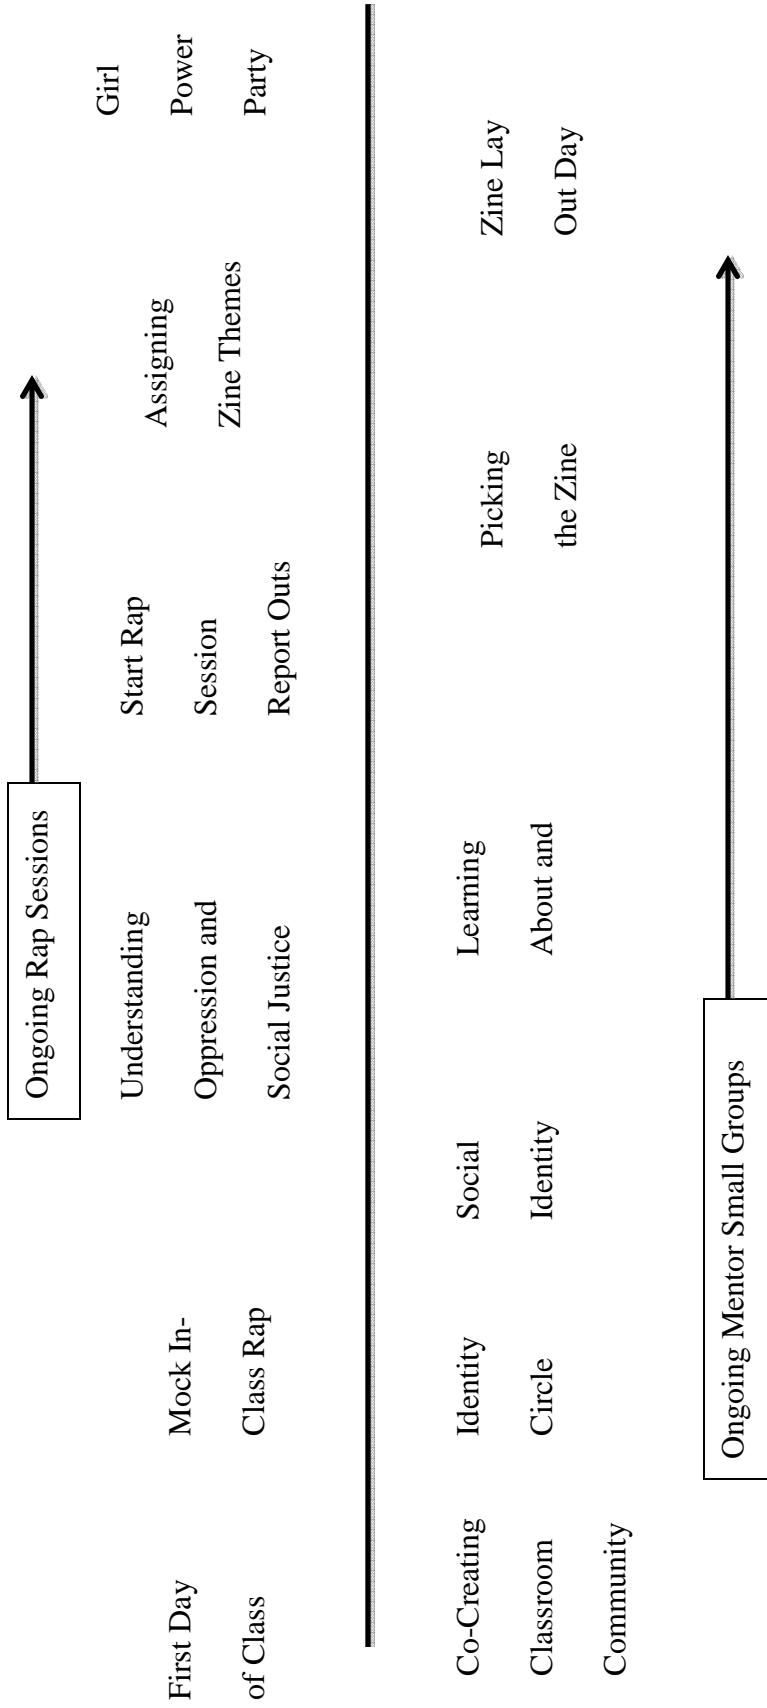 Ongoing Rap Sessions
First Day
of Class
Mock In-
Class Rap
Understanding
Oppression and
Social Justice
Start Rap
Session
Report Outs
Assigning
Zine Themes
Girl
Power
Party
Co-Creating
Classroom
Community
Identity
Circle
Social
Identity
Learning
About and
Picking
the Zine
Zine Lay
Out Day
Ongoing Mentor Small Groups